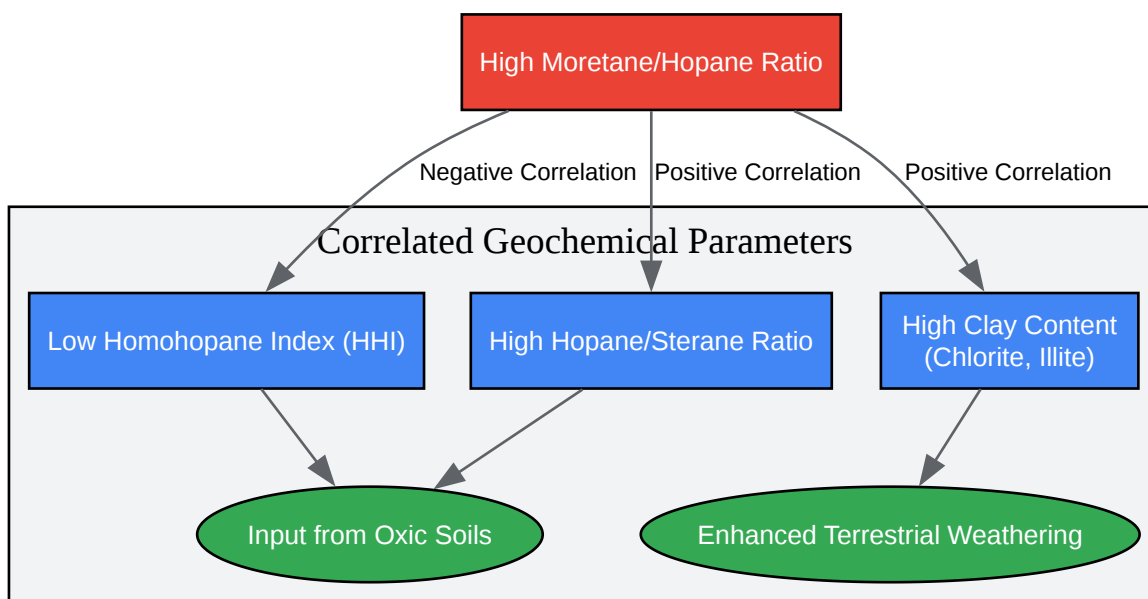 High Moretane/Hopane Ratio
Negative Correlation
Positive Correlation
Positive Correlation
Correlated Geochemical Parameters
Low Homohopane Index (HHI)
High Hopane/Sterane Ratio
High Clay Content
(Chlorite, Illite)
Input from Oxic Soils
Enhanced Terrestrial Weathering